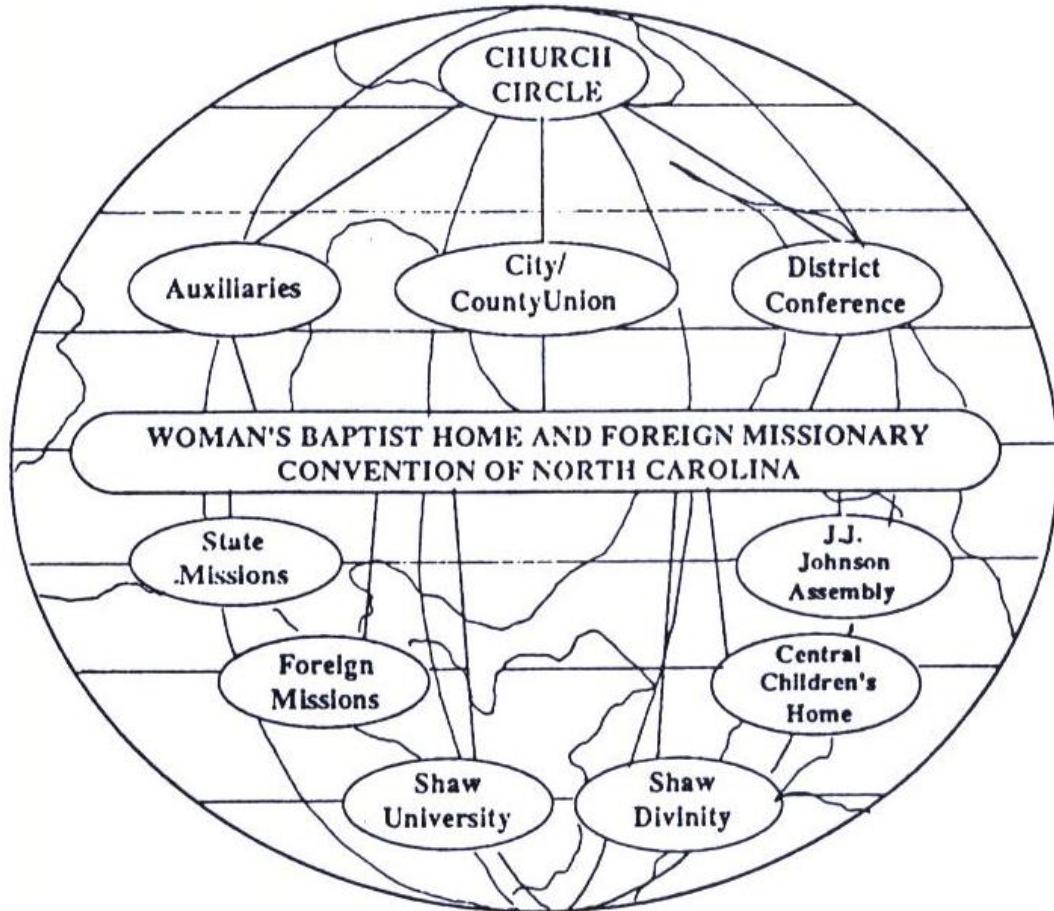 CHURCH
CIRCLE
Auxiliaries
City/
CountyUnion
District
Conference
WOMAN'S BAPTIST HOME AND FOREIGN MISSIONARY
CONVENTION OF NORTH CAROLINA
State
Missions
J.J.
Johnson
Assembly
Foreign
Missions
Central
Children's
Home
Shaw
University
Shaw
Divinity